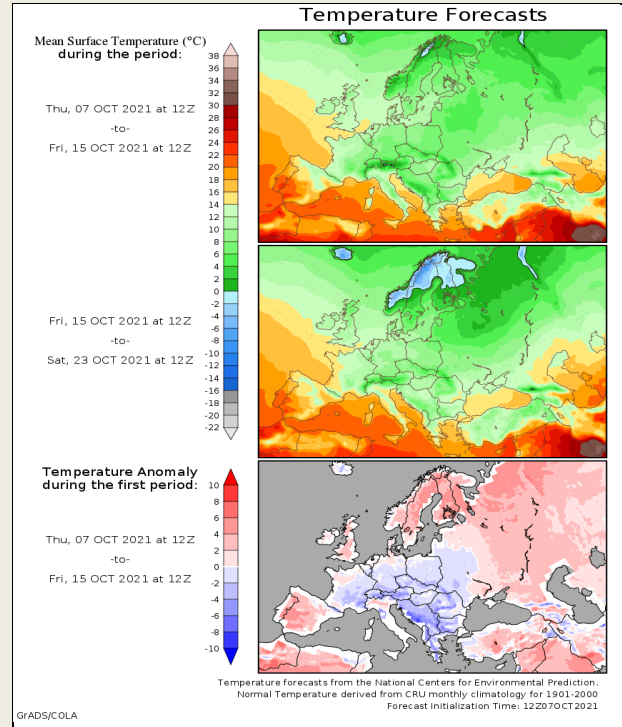 Temperature Forecasts
Mean Surface Temperature (°C)
during the period:
38
36
34
32
30
28
26
24
22
20
18
16
14
12
10
8
6
4
2
0
-2
-4
-6
-8
-10
-12
-14
-16
-18
-20
-22
Thu, 07 OCT 2021 at 12Z
-to-
Fri, 15 OCT 2021 at 12Z
Fri, 15 OCT 2021 at 12Z
-to-
Sat, 23 OCT 2021 at 12Z
Temperature Anomaly
during the first period:
10
8
6
4
2
0
-2
-4
-6
-8
-10
Thu, 07 OCT 2021 at 12Z
-to-
Fri, 15 OCT 2021 at 12Z
Temperature forecasts from the National Centers for Environmental Prediction.
Normal Temperature derived from CRU monthly climatology for 1901-2000
Forecast Initialization Time: 12Z07OCT2021
GrADS/COLA